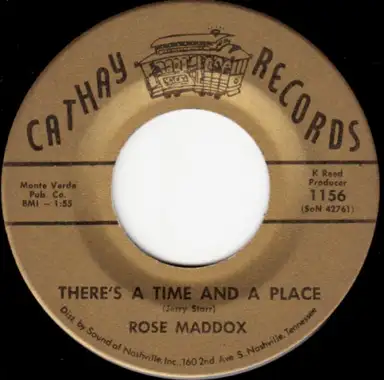 CATHAY RECORDS
Monte Verde
Pub. Co.
BMI - 1:55
K Reed
Producer
1156
(SoN 42761)
THERE'S A TIME AND A PLACE
(Jerry Starr)
ROSE MADDOX
Dist. by Sound of Nashville, Inc., 160 2nd Ave. S., Nashville, Tennessee